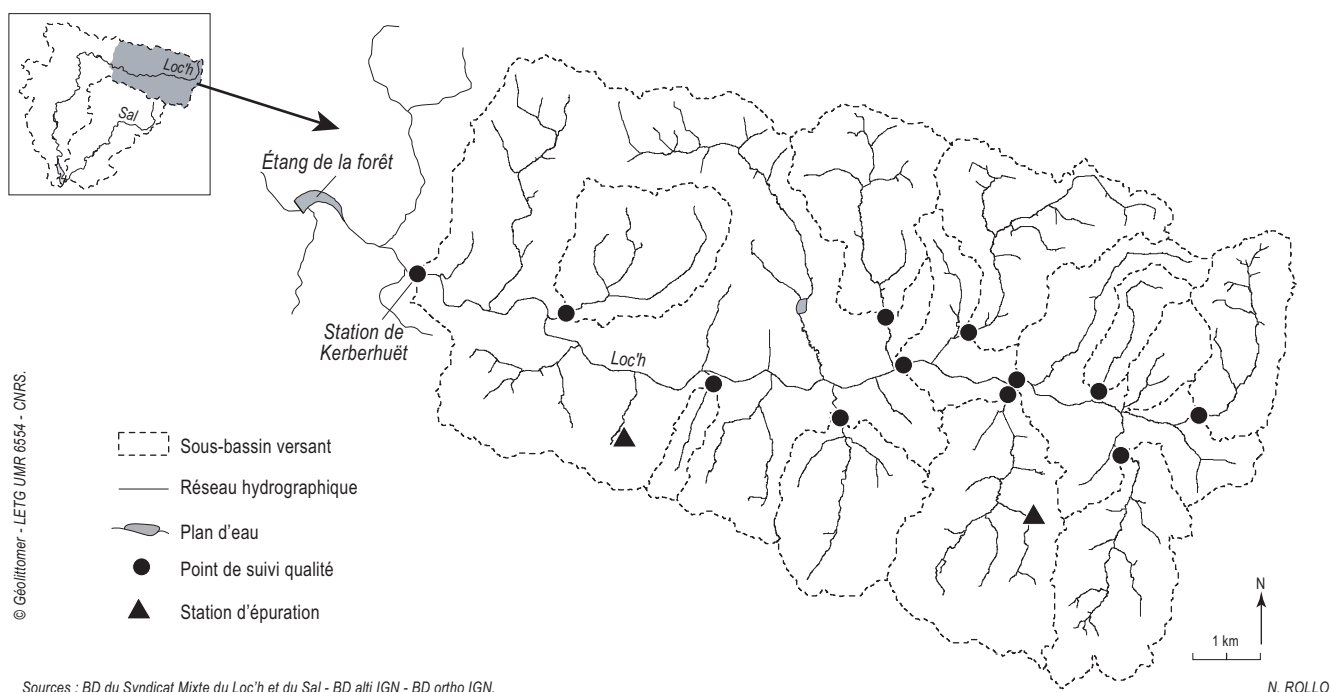 Loc'h
Sal
Étang de la forêt
Station de
Kerberhuët
Loc'h
Sous-bassin versant
Réseau hydrographique
Plan d'eau
Point de suivi qualité
Station d'épuration
© Géolittomer - LETG UMR 6554 - CNRS.
N
1 km
Sources : BD du Syndicat Mixte du Loc'h et du Sal - BD alti IGN - BD ortho IGN.
N. ROLLO